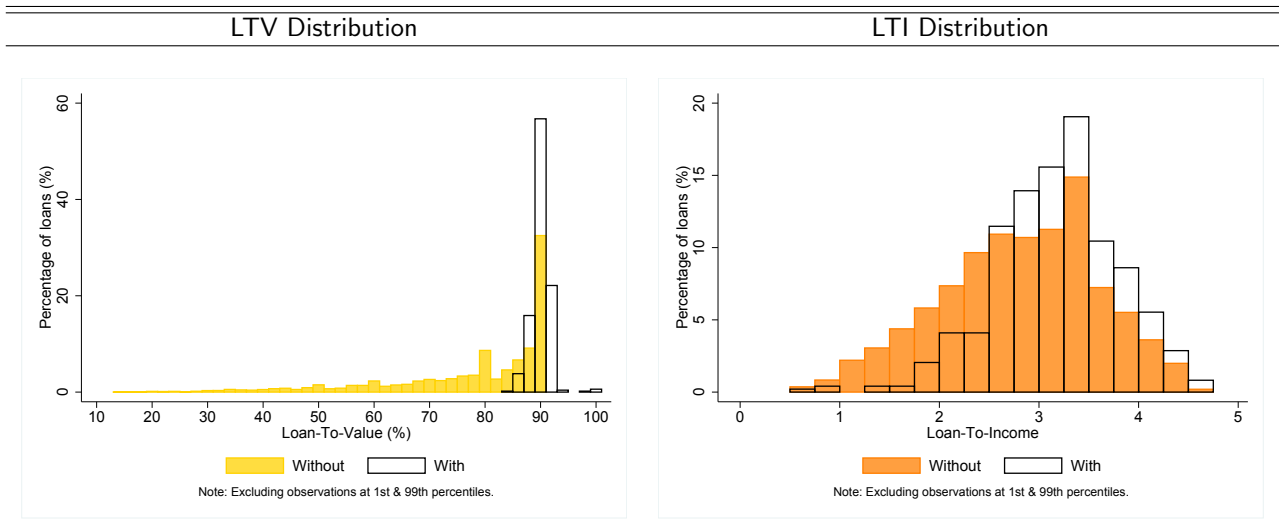 LTV Distribution
LTI Distribution
Percentage of loans (%)
60
40
20
0
10 20 30 40 50 60 70 80 90 100
Loan-To-Value (%)
Without With
Note: Excluding observations at 1st & 99th percentiles.
Percentage of loans (%)
20
15
10
5
0
0 1 2 3 4 5
Loan-To-Income
Without With
Note: Excluding observations at 1st & 99th percentiles.